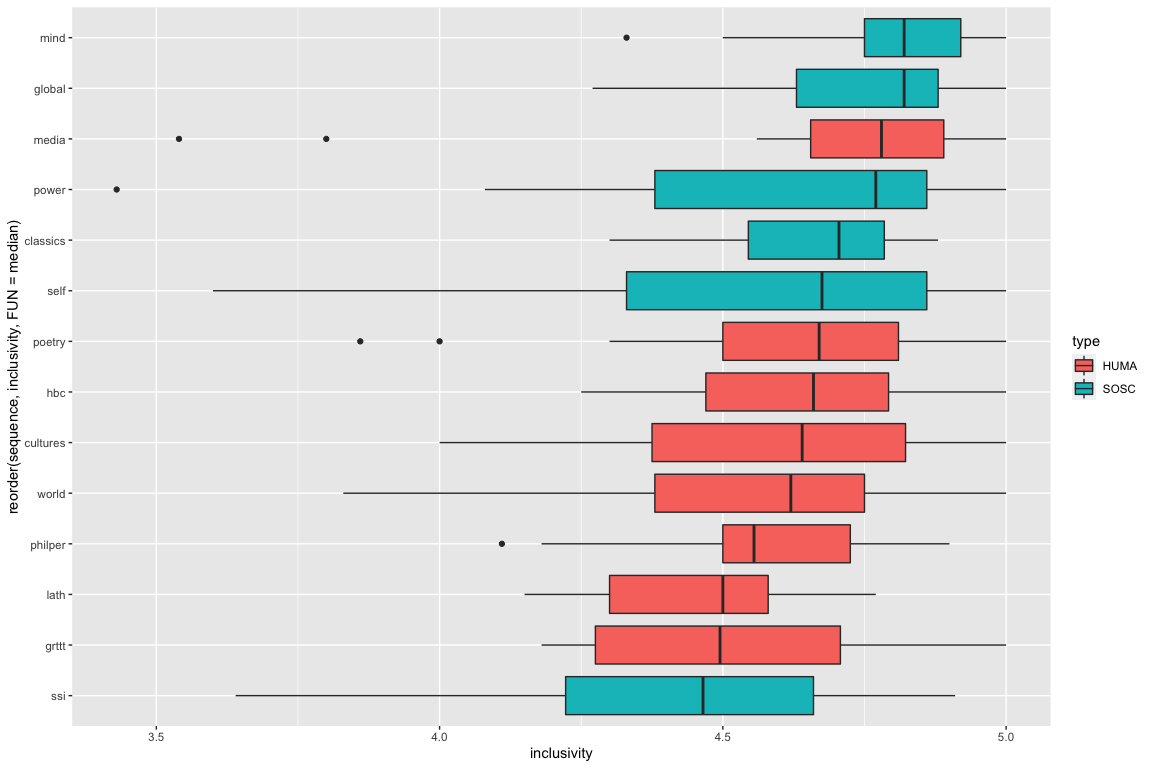 reorder(sequence, inclusivity, FUN = median)
mind
global
media
power
classics
self
poetry
hbc
cultures
world
philper
lath
grttt
ssi
3.5 4.0 4.5 5.0
inclusivity
type
HUMA
SOSC